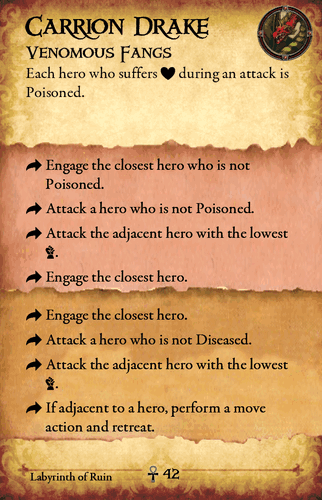 Carrion Drake
Venomous Fangs
Each hero who suffers ♥ during an attack is
Poisoned.
Engage the closest hero who is not
Poisoned.
Attack a hero who is not Poisoned.
Attack the adjacent hero with the lowest
.
Engage the closest hero.
Engage the closest hero.
Attack a hero who is not Diseased.
Attack the adjacent hero with the lowest
.
If adjacent to a hero, perform a move
action and retreat.
Labyrinth of Ruin ☥ 42